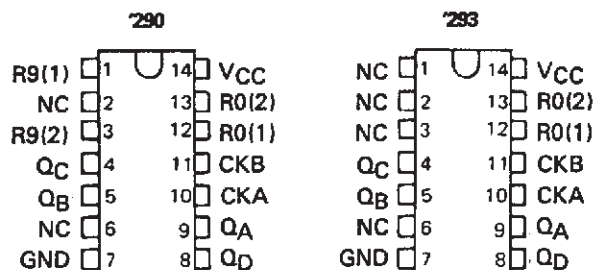 '290
R9(1) 1 14 VCC
NC 2 13 R0(2)
R9(2) 3 12 R0(1)
QC 4 11 CKB
QB 5 10 CKA
NC 6 9 QA
GND 7 8 QD
'293
NC 1 14 VCC
NC 2 13 R0(2)
NC 3 12 R0(1)
QC 4 11 CKB
QB 5 10 CKA
NC 6 9 QA
GND 7 8 QD